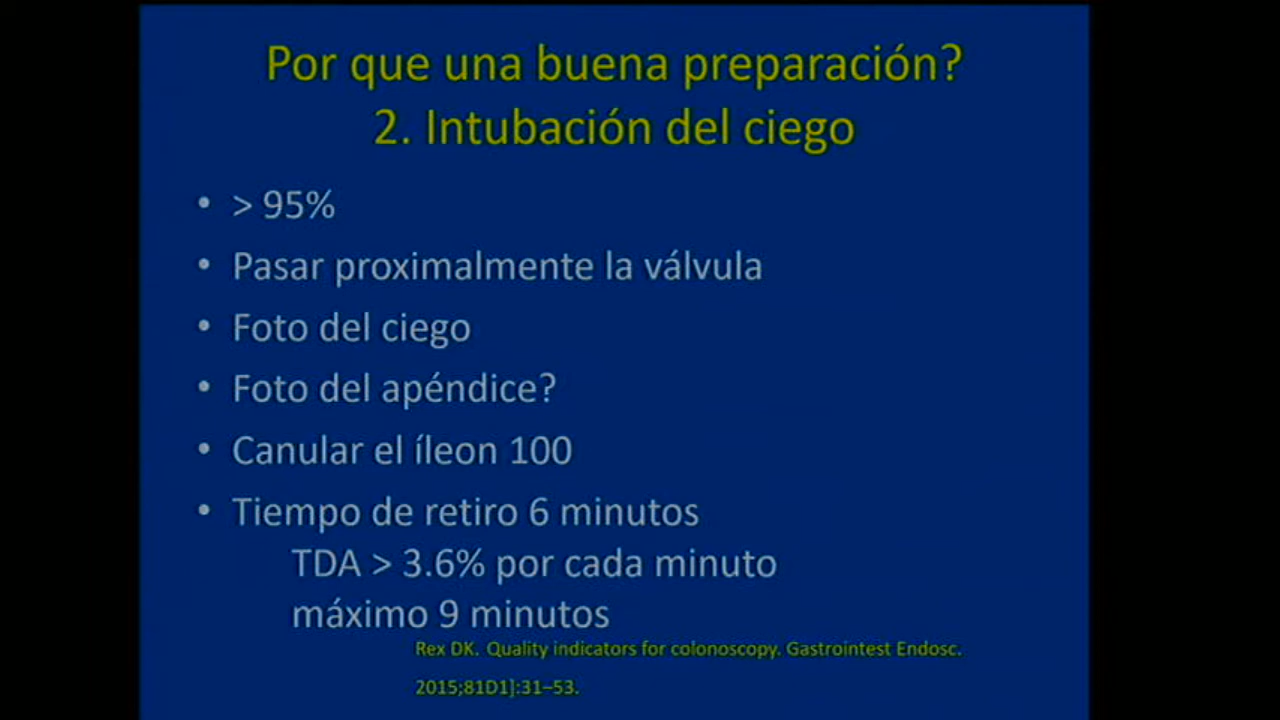 Por que una buena preparación?
2. Intubación del ciego
• > 95%
• Pasar proximalmente la válvula
• Foto del ciego
• Foto del apéndice?
• Canular el íleon 100
• Tiempo de retiro 6 minutos
TDA > 3.6% por cada minuto
máximo 9 minutos
Rex DK. Quality indicators for colonoscopy. Gastrointest Endosc.
2015;81D1]:31–53.